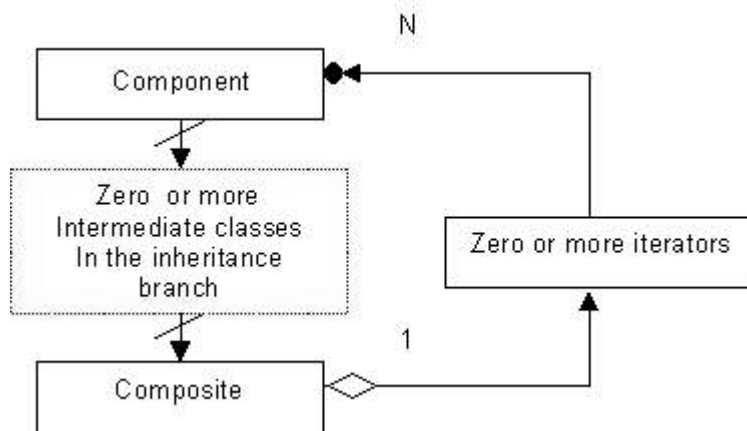 N
Component
Zero or more
Intermediate classes
In the inheritance
branch
Zero or more iterators
1
Composite